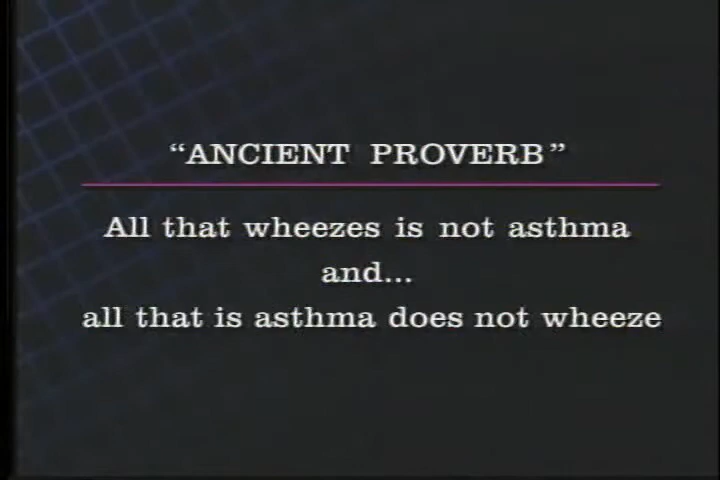 “ANCIENT PROVERB”
All that wheezes is not asthma
and...
all that is asthma does not wheeze